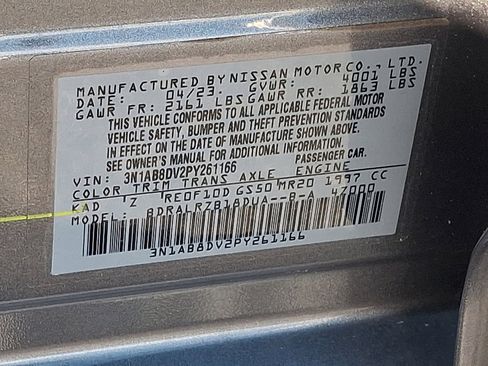 MANUFACTURED BY NISSAN MOTOR CO., LTD.
DATE: 04/23. GVWR: 4001 LBS
GAWR FR: 2161 LBS GAWR RR: 1863 LBS
THIS VEHICLE CONFORMS TO ALL APPLICABLE FEDERAL MOTOR
VEHICLE SAFETY, BUMPER AND THEFT PREVENTION STANDARDS
IN EFFECT ON THE DATE OF MANUFACTURE SHOWN ABOVE.
SEE OWNER'S MANUAL FOR ADDITIONAL INFORMATION.
VIN: 3N1AB8DV2PY261166 PASSENGER CAR.
COLOR TRIM TRANS AXLE ENGINE
KAD 'Z RE0F10D GS50 MR20 1997 CC
MODEL: BDRALRZB18DUA--B-A 4Z000
3N1AB8DV2PY261166